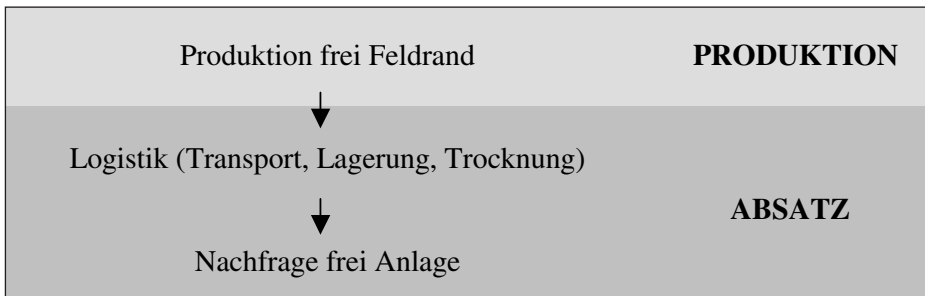 Produktion frei Feldrand
PRODUKTION
Logistik (Transport, Lagerung, Trocknung)
ABSATZ
Nachfrage frei Anlage